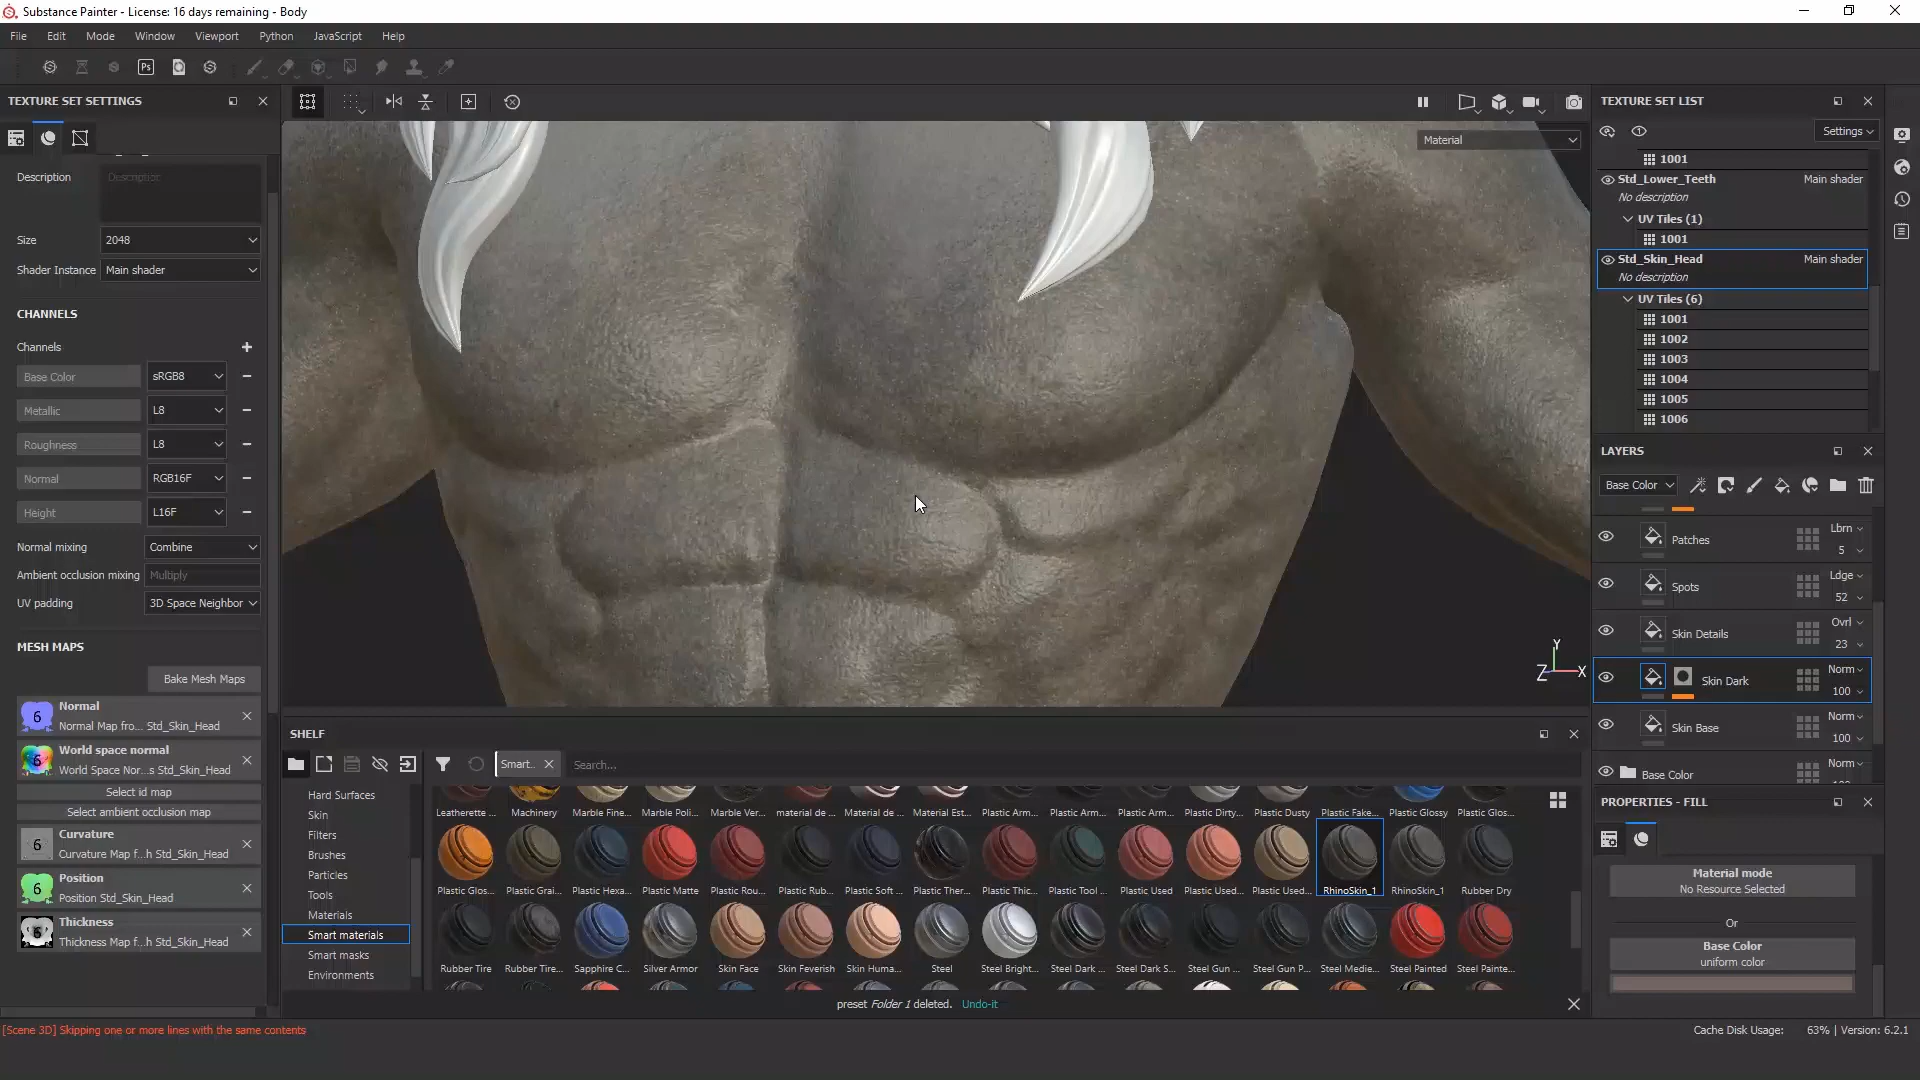 Substance Painter - License: 16 days remaining - Body
File Edit Mode Window Viewport Python JavaScript Help
Ps
TEXTURE SET SETTINGS
Description Description
Size 2048
Shader Instance Main shader
CHANNELS
Channels
Base Color sRGB8
Metallic L8
Roughness L8
Normal RGB16F
Height L16F
Normal mixing Combine
Ambient occlusion mixing Multiply
UV padding 3D Space Neighbor
MESH MAPS
Bake Mesh Maps
6 Normal
Normal Map fro... Std_Skin_Head
6 World space normal
World Space Nor...s Std_Skin_Head
Select id map
Select ambient occlusion map
6 Curvature
Curvature Map f...h Std_Skin_Head
6 Position
Position Std_Skin_Head
6 Thickness
Thickness Map f...h Std_Skin_Head
Material
Y
Z X
SHELF
Smart.. Search...
Hard Surfaces
Skin
Filters
Brushes
Particles
Tools
Materials
Smart materials
Smart masks
Environments
Leatherette ... Machinery Marble Fine... Marble Poli... Marble Ver... material de ... Material de ... Material Est... Plastic Arm... Plastic Arm... Plastic Arm... Plastic Dirty... Plastic Dusty Plastic Fake... Plastic Glossy Plastic Glos...
Plastic Glos... Plastic Grai... Plastic Hexa... Plastic Matte Plastic Rou... Plastic Rub... Plastic Soft ... Plastic Ther... Plastic Thic... Plastic Tool ... Plastic Used Plastic Used... Plastic Used... RhinoSkin_1 RhinoSkin_1 Rubber Dry
Rubber Tire Rubber Tire... Sapphire C... Silver Armor Skin Face Skin Feverish Skin Huma... Steel Steel Bright... Steel Dark ... Steel Dark S... Steel Gun ... Steel Gun P... Steel Medie... Steel Painted Steel Painte...
preset Folder 1 deleted. Undo-it
TEXTURE SET LIST
Settings
1001
Std_Lower_Teeth Main shader
No description
UV Tiles (1)
1001
Std_Skin_Head Main shader
No description
UV Tiles (6)
1001
1002
1003
1004
1005
1006
LAYERS
Base Color
Patches Lbrn
5
Spots Ldge
52
Skin Details Ovrl
23
Skin Dark Norm
100
Skin Base Norm
100
Base Color Norm
PROPERTIES - FILL
Material mode
No Resource Selected
Or
Base Color
uniform color
[Scene 3D] Skipping one or more lines with the same contents
Cache Disk Usage: 63% | Version: 6.2.1